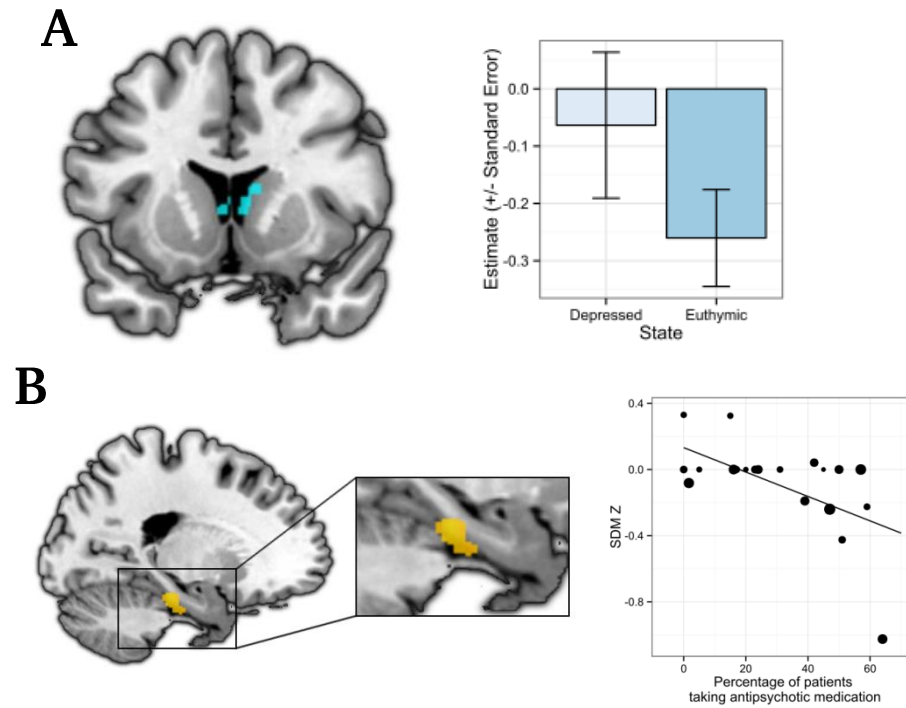 A
Estimate (+/- Standard Error)
0.0
-0.1
-0.2
-0.3
Depressed
Euthymic
State
B
SDM Z
0.4
0.0
-0.4
-0.8
0
20
40
60
Percentage of patients
taking antipsychotic medication